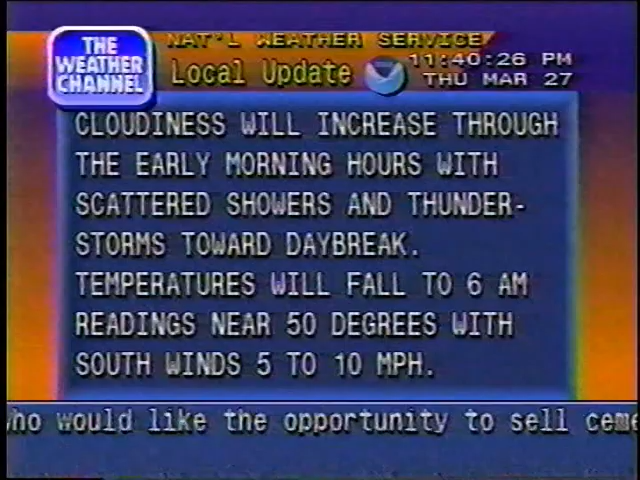 THE
WEATHER
CHANNEL
NAT'L WEATHER SERVICE
Local Update
11:40:26 PM
THU MAR 27
CLOUDINESS WILL INCREASE THROUGH
THE EARLY MORNING HOURS WITH
SCATTERED SHOWERS AND THUNDER-
STORMS TOWARD DAYBREAK.
TEMPERATURES WILL FALL TO 6 AM
READINGS NEAR 50 DEGREES WITH
SOUTH WINDS 5 TO 10 MPH.
who would like the opportunity to sell ceme